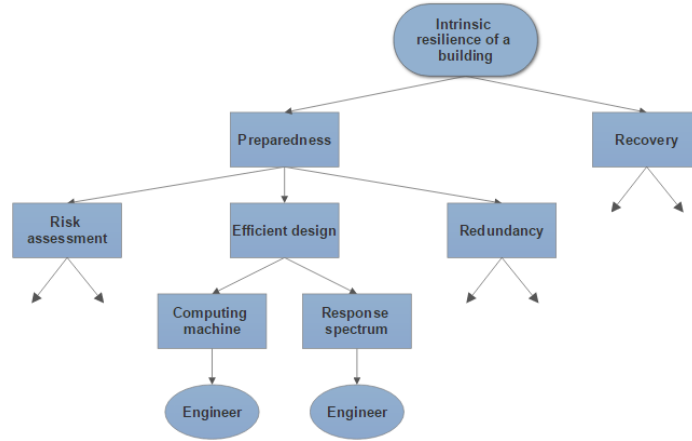 Intrinsic
resilience of a
building
Preparedness
Recovery
Risk
assessment
Efficient design
Redundancy
Computing
machine
Response
spectrum
Engineer
Engineer